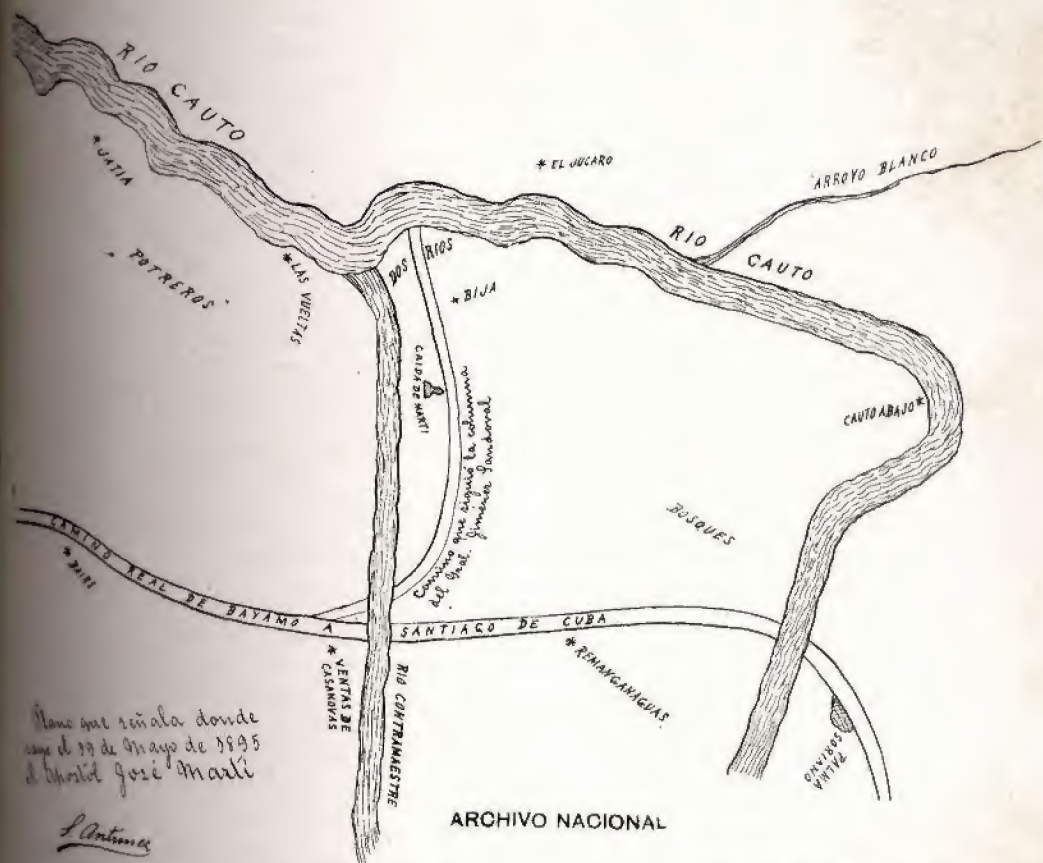 RIO CAUTO
* JATIA
POTREROS
* LAS VUELTAS
* EL JUCARO
ARROYO BLANCO
RIO CAUTO
DOS RIOS
* BIJA
CAIDA DE MARTI
Camino que siguió la columna
del Gral. Jimenez Sandoval
CAUTO ABAJO *
BOSQUES
CAMINO REAL DE BAYAMO A SANTIAGO DE CUBA
* VENTAS DE
CASANOVAS
RIO CONTRAMAESTRE
* REMANGANAGUAS
PALMA
SORIANO
Plano que señala donde
el 19 de Mayo de 1895
el Apostól José Martí
ARCHIVO NACIONAL